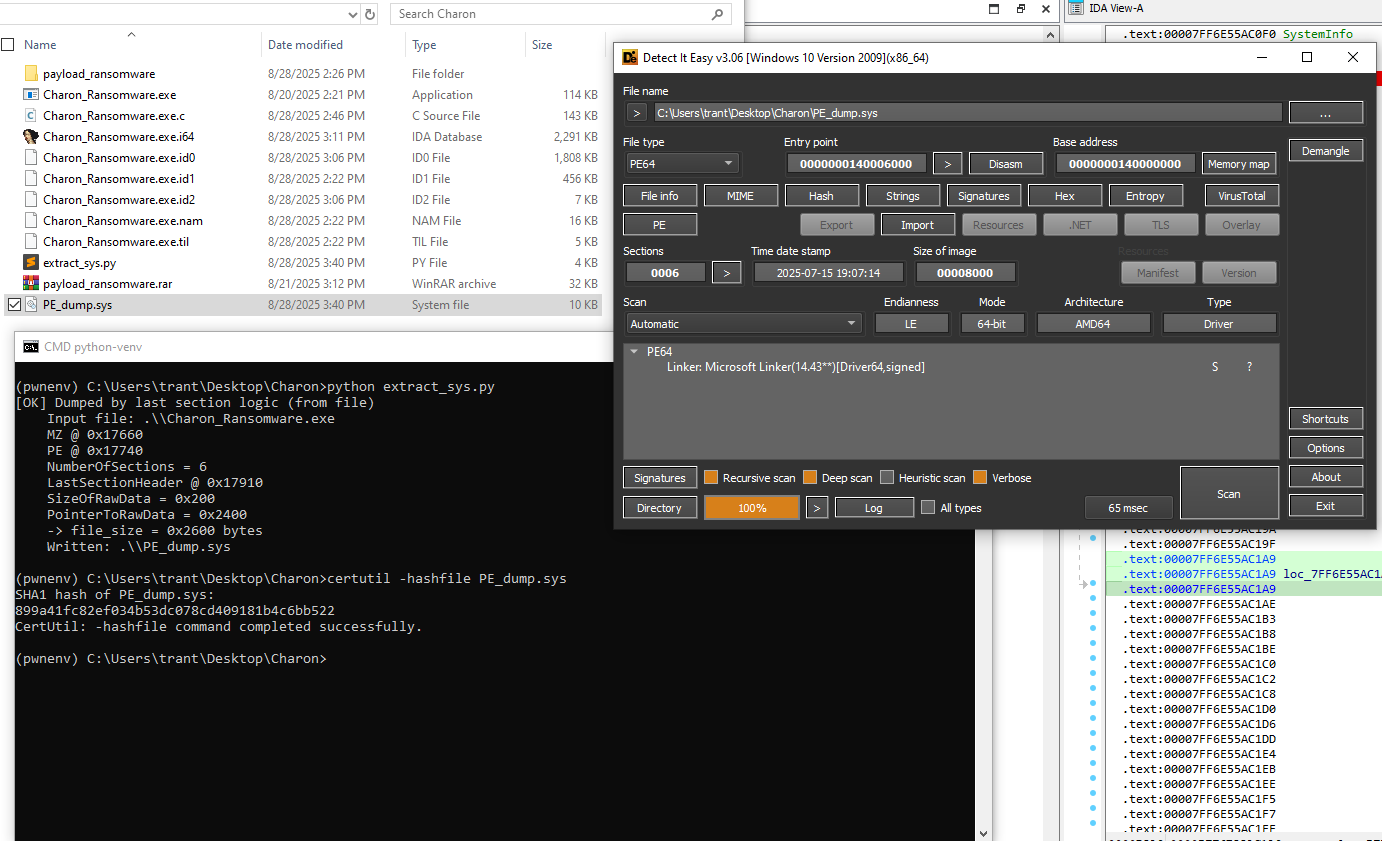 Search Charon
Name Date modified Type Size
payload_ransomware 8/28/2025 2:26 PM File folder
Charon_Ransomware.exe 8/20/2025 2:21 PM Application 114 KB
Charon_Ransomware.exe.c 8/28/2025 2:46 PM C Source File 143 KB
Charon_Ransomware.exe.i64 8/28/2025 3:11 PM IDA Database 2,291 KB
Charon_Ransomware.exe.id0 8/28/2025 3:06 PM ID0 File 1,808 KB
Charon_Ransomware.exe.id1 8/28/2025 2:22 PM ID1 File 456 KB
Charon_Ransomware.exe.id2 8/28/2025 3:06 PM ID2 File 7 KB
Charon_Ransomware.exe.nam 8/28/2025 2:22 PM NAM File 16 KB
Charon_Ransomware.exe.til 8/28/2025 2:22 PM TIL File 5 KB
extract_sys.py 8/28/2025 3:40 PM PY File 4 KB
payload_ransomware.rar 8/21/2025 3:12 PM WinRAR archive 32 KB
PE_dump.sys 8/28/2025 3:40 PM System file 10 KB
CMD python-venv
(pwnenv) C:\Users\trant\Desktop\Charon>python extract_sys.py
[OK] Dumped by last section logic (from file)
Input file: .\\Charon_Ransomware.exe
MZ @ 0x17660
PE @ 0x17740
NumberOfSections = 6
LastSectionHeader @ 0x17910
SizeOfRawData = 0x200
PointerToRawData = 0x2400
-> file_size = 0x2600 bytes
Written: .\\PE_dump.sys
(pwnenv) C:\Users\trant\Desktop\Charon>certutil -hashfile PE_dump.sys
SHA1 hash of PE_dump.sys:
899a41fc82ef034b53dc078cd409181b4c6bb522
CertUtil: -hashfile command completed successfully.
(pwnenv) C:\Users\trant\Desktop\Charon>
Detect It Easy v3.06 [Windows 10 Version 2009](x86_64)
File name
> C:\Users\trant\Desktop\Charon\PE_dump.sys ...
File type Entry point Base address
PE64 0000000140006000 > Disasm 0000000140000000 Memory map
Demangle
File info MIME Hash Strings Signatures Hex Entropy VirusTotal
PE Export Import Resources .NET TLS Overlay
Sections Time date stamp Size of image Resources
0006 > 2025-07-15 19:07:14 00008000 Manifest Version
Scan Endianness Mode Architecture Type
Automatic LE 64-bit AMD64 Driver
PE64
Linker: Microsoft Linker(14.43**)[Driver64,signed] S ?
Shortcuts
Options
Signatures Recursive scan Deep scan Heuristic scan Verbose
About
Directory 100% > Log All types 65 msec Scan
Exit
IDA View-A
.text:00007FF6E55AC0F0 SystemInfo
.text:00007FF6E55AC19A
.text:00007FF6E55AC19F
.text:00007FF6E55AC1A9
.text:00007FF6E55AC1A9 loc_7FF6E55AC1A
.text:00007FF6E55AC1A9
.text:00007FF6E55AC1AE
.text:00007FF6E55AC1B3
.text:00007FF6E55AC1B8
.text:00007FF6E55AC1BE
.text:00007FF6E55AC1C0
.text:00007FF6E55AC1C2
.text:00007FF6E55AC1C8
.text:00007FF6E55AC1D0
.text:00007FF6E55AC1D6
.text:00007FF6E55AC1DD
.text:00007FF6E55AC1E4
.text:00007FF6E55AC1EB
.text:00007FF6E55AC1EE
.text:00007FF6E55AC1F5
.text:00007FF6E55AC1F7